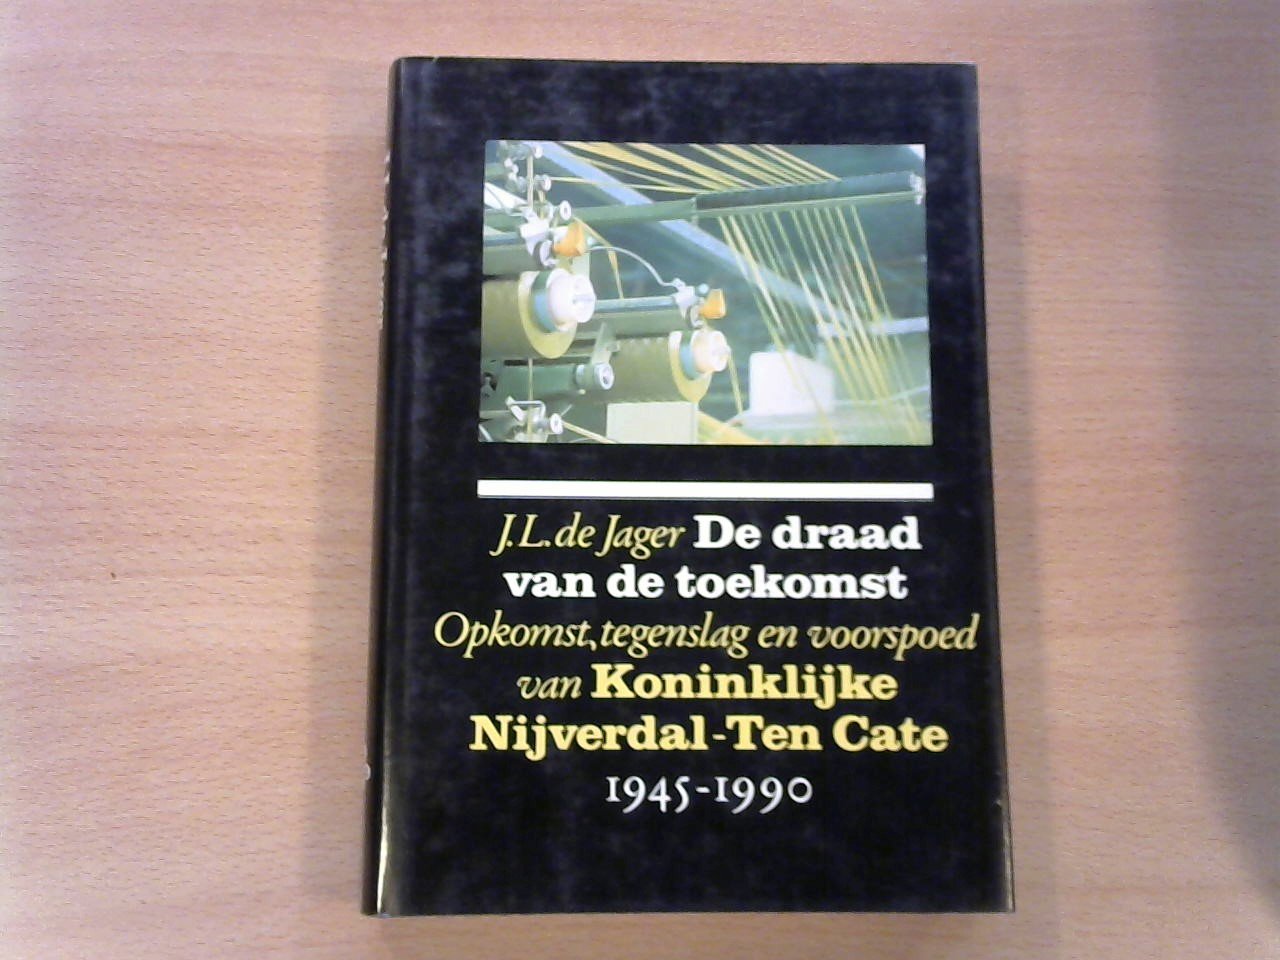 J.L. de Jager De draad
van de toekomst
Opkomst, tegenslag en voorspoed
van Koninklijke
Nijverdal-Ten Cate
1945-1990